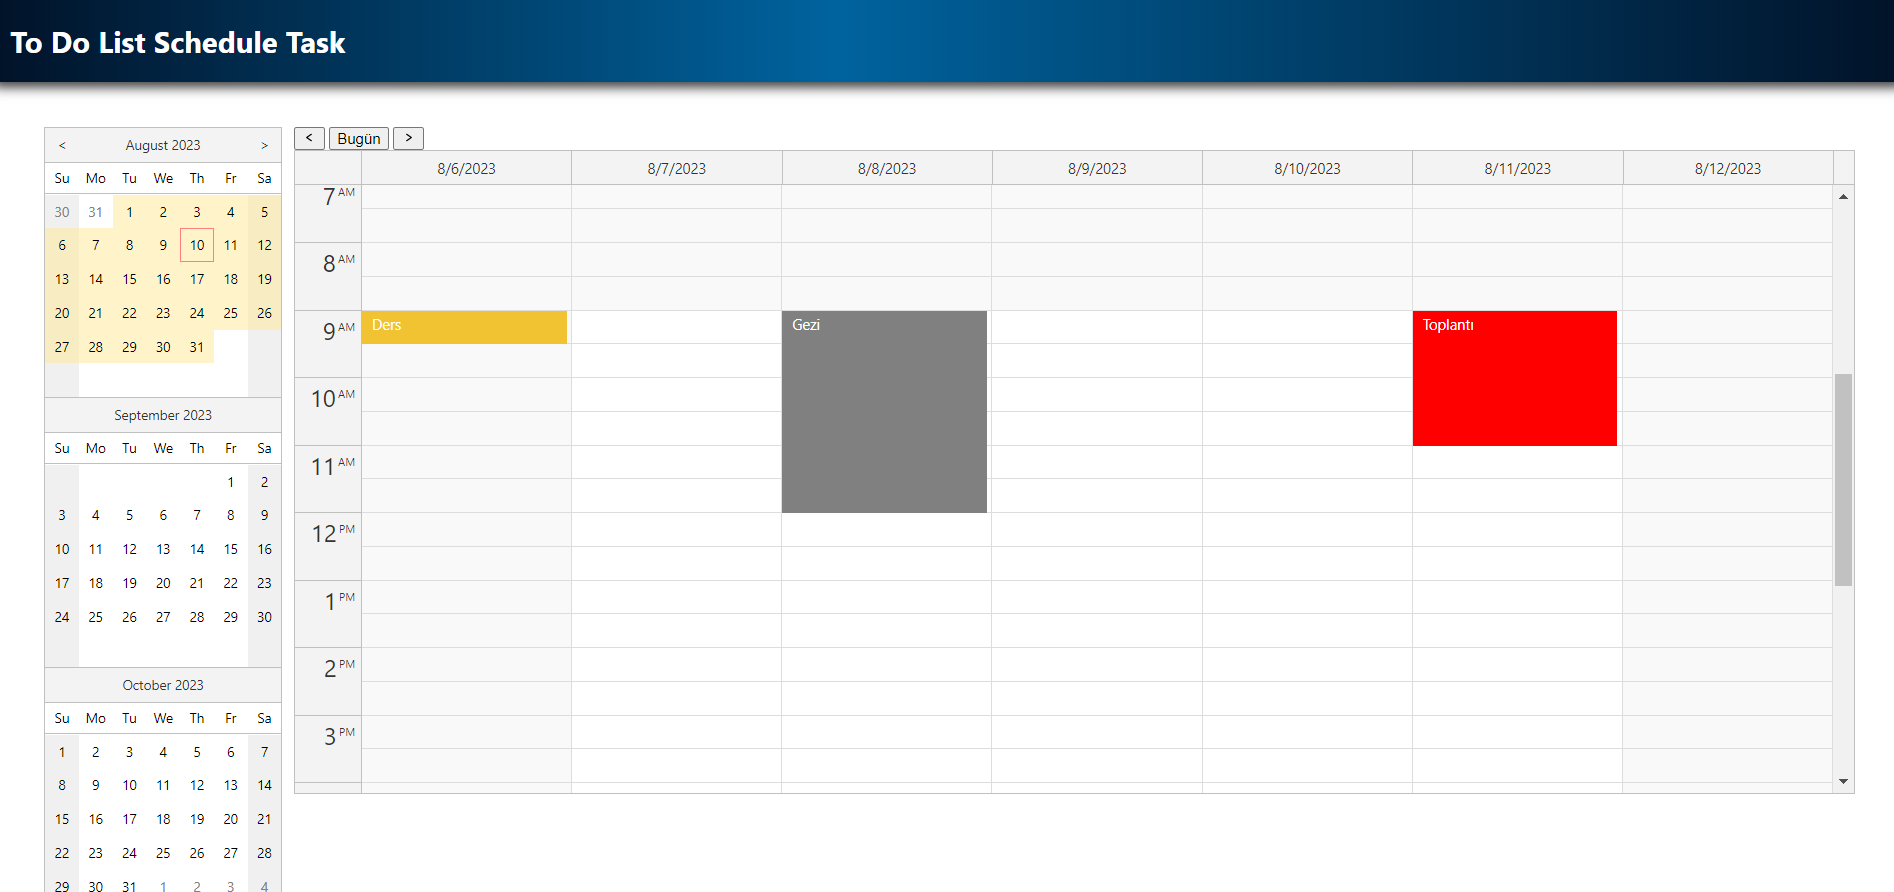 To Do List Schedule Task
< August 2023 >
Su Mo Tu We Th Fr Sa
30 31 1 2 3 4 5
6 7 8 9 10 11 12
13 14 15 16 17 18 19
20 21 22 23 24 25 26
27 28 29 30 31
September 2023
Su Mo Tu We Th Fr Sa
1 2
3 4 5 6 7 8 9
10 11 12 13 14 15 16
17 18 19 20 21 22 23
24 25 26 27 28 29 30
October 2023
Su Mo Tu We Th Fr Sa
1 2 3 4 5 6 7
8 9 10 11 12 13 14
15 16 17 18 19 20 21
22 23 24 25 26 27 28
29 30 31 1 2 3 4
< Bugün >
8/6/2023 8/7/2023 8/8/2023 8/9/2023 8/10/2023 8/11/2023 8/12/2023
7 AM
8 AM
9 AM Ders Gezi Toplantı
10 AM
11 AM
12 PM
1 PM
2 PM
3 PM